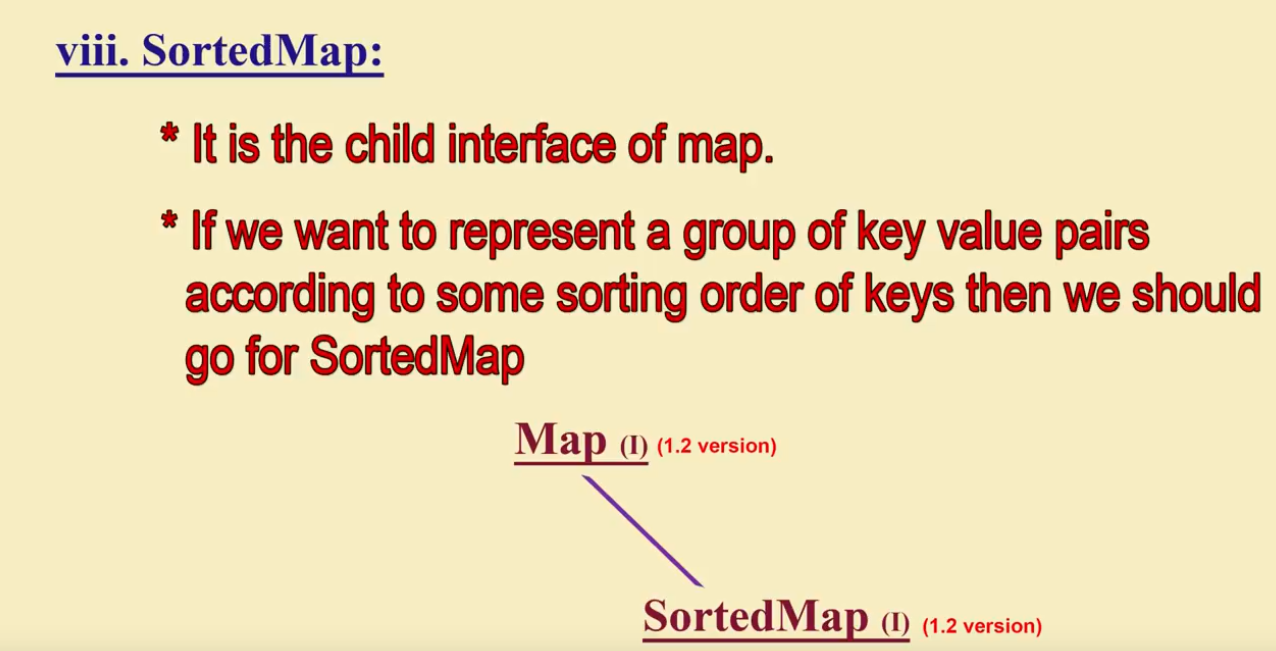 viii. SortedMap:
* It is the child interface of map.
* If we want to represent a group of key value pairs
according to some sorting order of keys then we should
go for SortedMap
Map (I) (1.2 version)
SortedMap (I) (1.2 version)